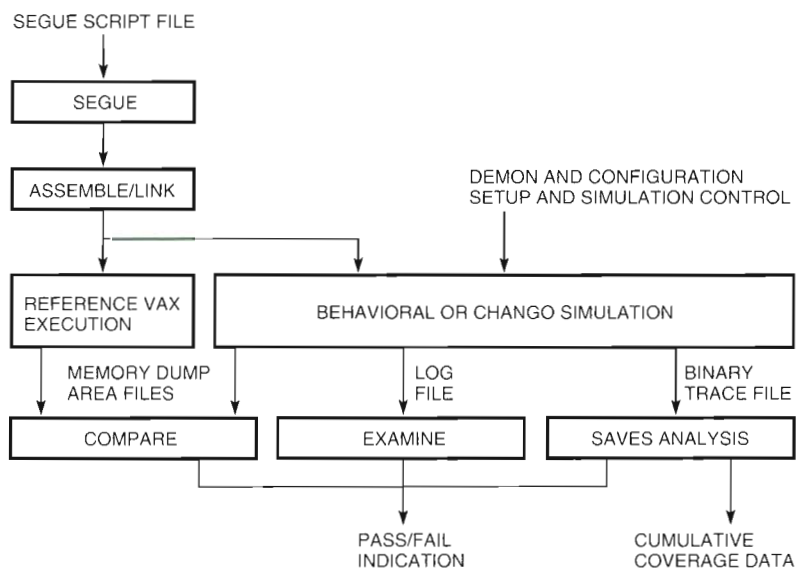 SEGUE SCRIPT FILE
SEGUE
ASSEMBLE/LINK
DEMON AND CONFIGURATION
SETUP AND SIMULATION CONTROL
REFERENCE VAX
EXECUTION
BEHAVIORAL OR CHANGO SIMULATION
MEMORY DUMP
AREA FILES
LOG
FILE
BINARY
TRACE FILE
COMPARE
EXAMINE
SAVES ANALYSIS
PASS/FAIL
INDICATION
CUMULATIVE
COVERAGE DATA